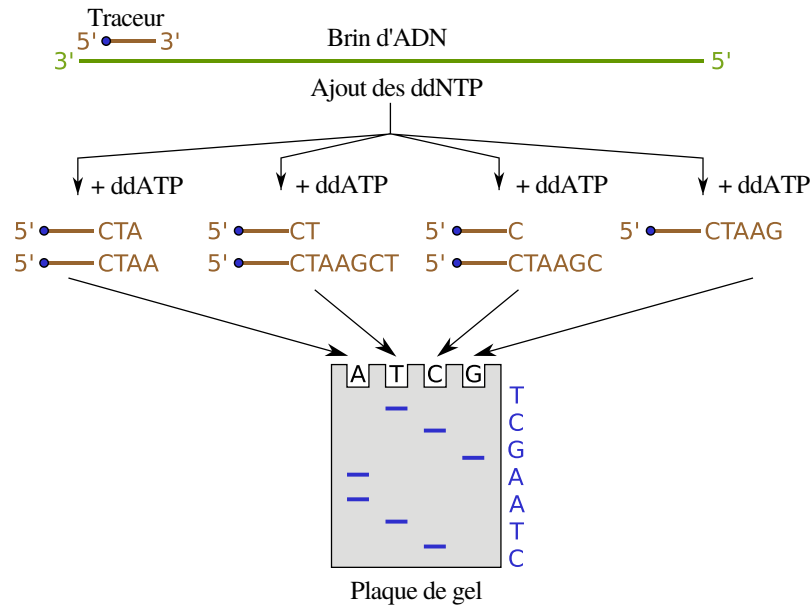 Traceur
5' 3'
Brin d'ADN
3' 5'
Ajout des ddNTP
+ ddATP + ddATP + ddATP + ddATP
5' CTA 5' CT 5' C 5' CTAAG
5' CTAA 5' CTAAGCT 5' CTAAGC
A T C G
T
C
G
A
A
T
C
Plaque de gel